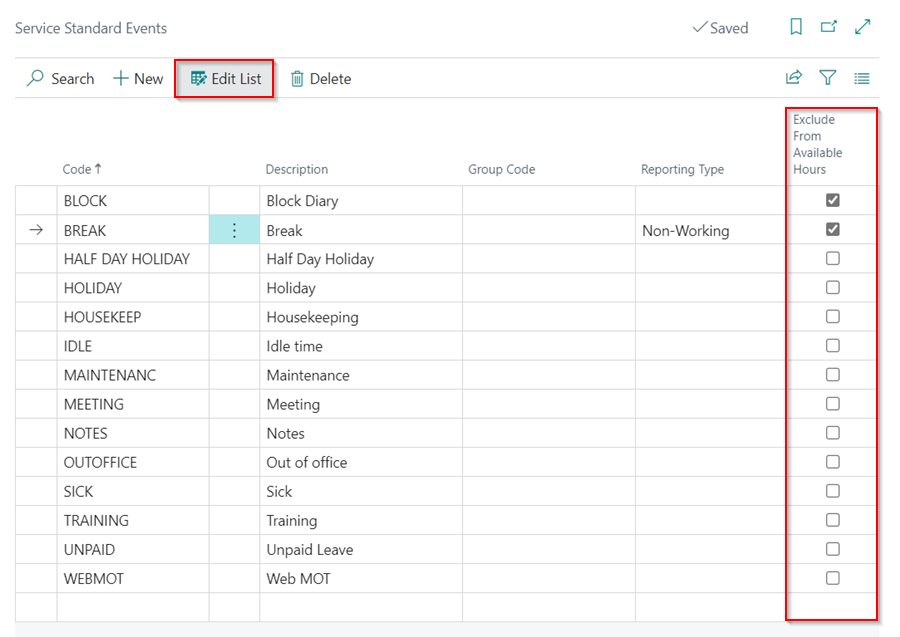 Service Standard Events
Saved
Search
New
Edit List
Delete
Exclude
From
Available
Hours
Code
Description
Group Code
Reporting Type
BLOCK Block Diary
BREAK Break Non-Working
HALF DAY HOLIDAY Half Day Holiday
HOLIDAY Holiday
HOUSEKEEP Housekeeping
IDLE Idle time
MAINTENANC Maintenance
MEETING Meeting
NOTES Notes
OUTOFFICE Out of office
SICK Sick
TRAINING Training
UNPAID Unpaid Leave
WEBMOT Web MOT